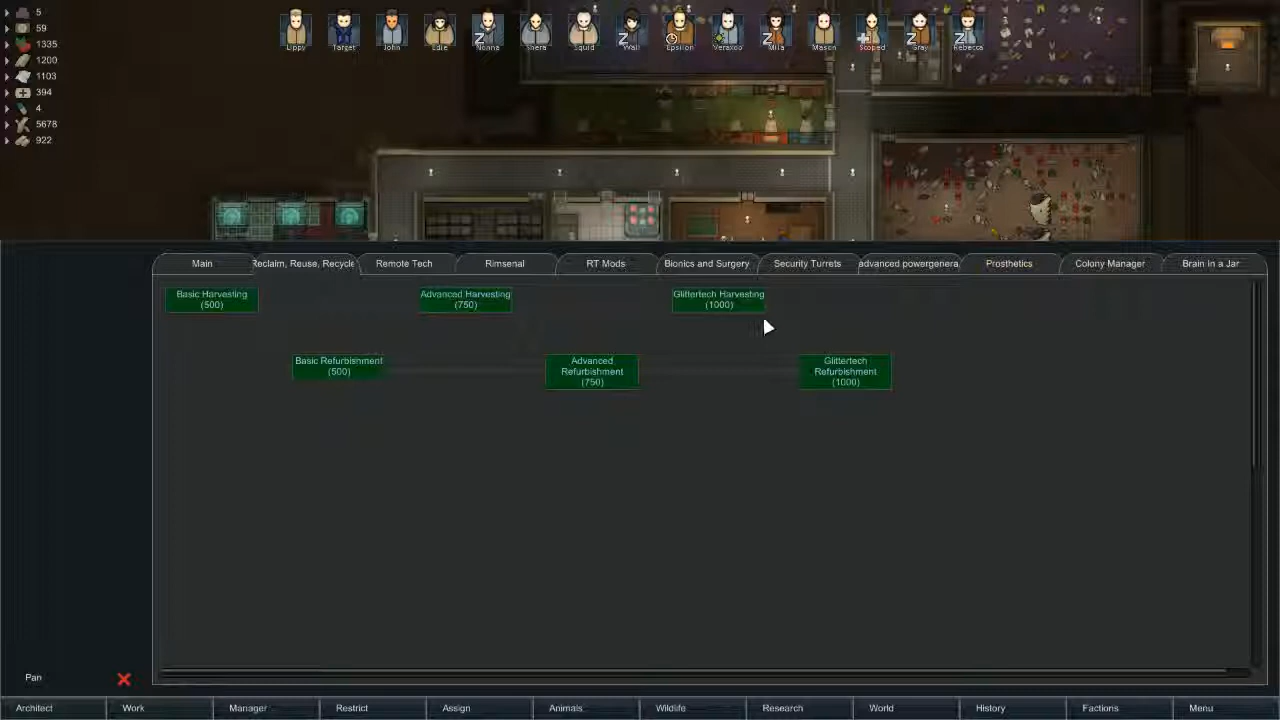 5
59
1335
1200
1103
394
4
5678
922
Lippy Target John Edie Nonna Shera Squid Wall Epsilon Veraxoo Mila Mason Scoped Gray Rebecca
Main Reclaim, Reuse, Recycle Remote Tech Rimsenal RT Mods Bionics and Surgery Security Turrets advanced powergenera Prosthetics Colony Manager Brain In a Jar
Basic Harvesting
(500)
Advanced Harvesting
(750)
Glittertech Harvesting
(1000)
Basic Refurbishment
(500)
Advanced
Refurbishment
(750)
Glittertech
Refurbishment
(1000)
Pan
Architect Work Manager Restrict Assign Animals Wildlife Research World History Factions Menu